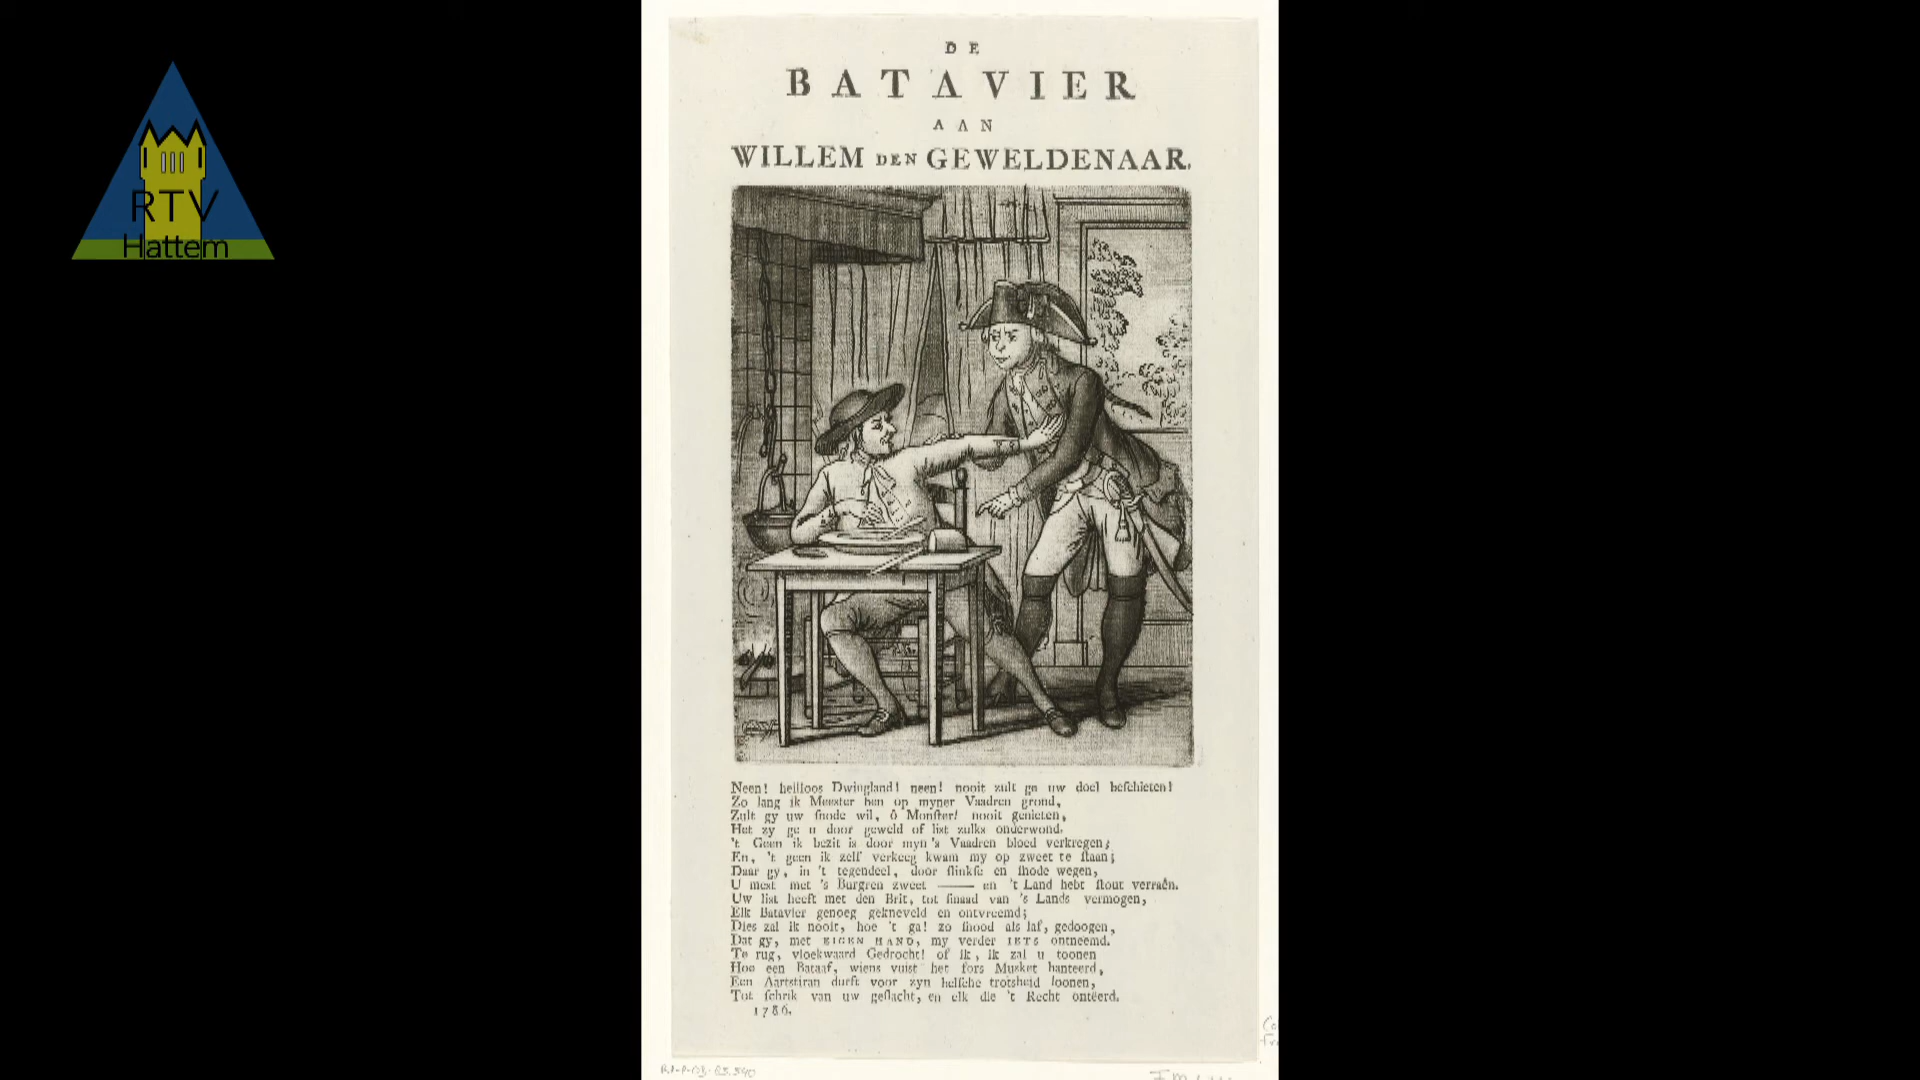 RTV
Hattem
DE
BATAVIER
AAN
WILLEM DEN GEWELDENAAR.
Neen! heilloos Dwingland! neen! nooit zult ge uw doel beſchieten!
Zo lang ik Meester ben op myner Vaadren grond,
Zult gy uw ſnode wil, ô Monſter! nooit genieten,
Het zy ge u door geweld of list zulks onderwond.
't Geen ik bezit is door myn 's Vaadren bloed verkregen;
En, 't geen ik zelf verkeeg kwam my op zweet te ſtaan;
Daar gy, in 't tegendeel, door ſlinkſe en ſnode wegen,
U mest met 's Burgren zweet —— en 't Land hebt ſtout verraên.
Uw list heeft met den Brit, tot ſmaad van 's Lands vermogen,
Elk Batavier genoeg gekneveld en ontvreemd;
Dies zal ik nooit, hoe 't ga! zo ſnood als laf, gedoogen,
Dat gy, met EIGEN HAND, my verder IETS ontneemd.
Te rug, vloekwaard Gedrocht! of ik, ik zal u toonen
Hoe een Bataaf, wiens vuist het fors Musket hanteerd,
Een Aartstiran durft voor zyn helſche trotsheid loonen,
Tot ſchrik van uw geſlacht, en elk die 't Recht ontëerd.
1786.